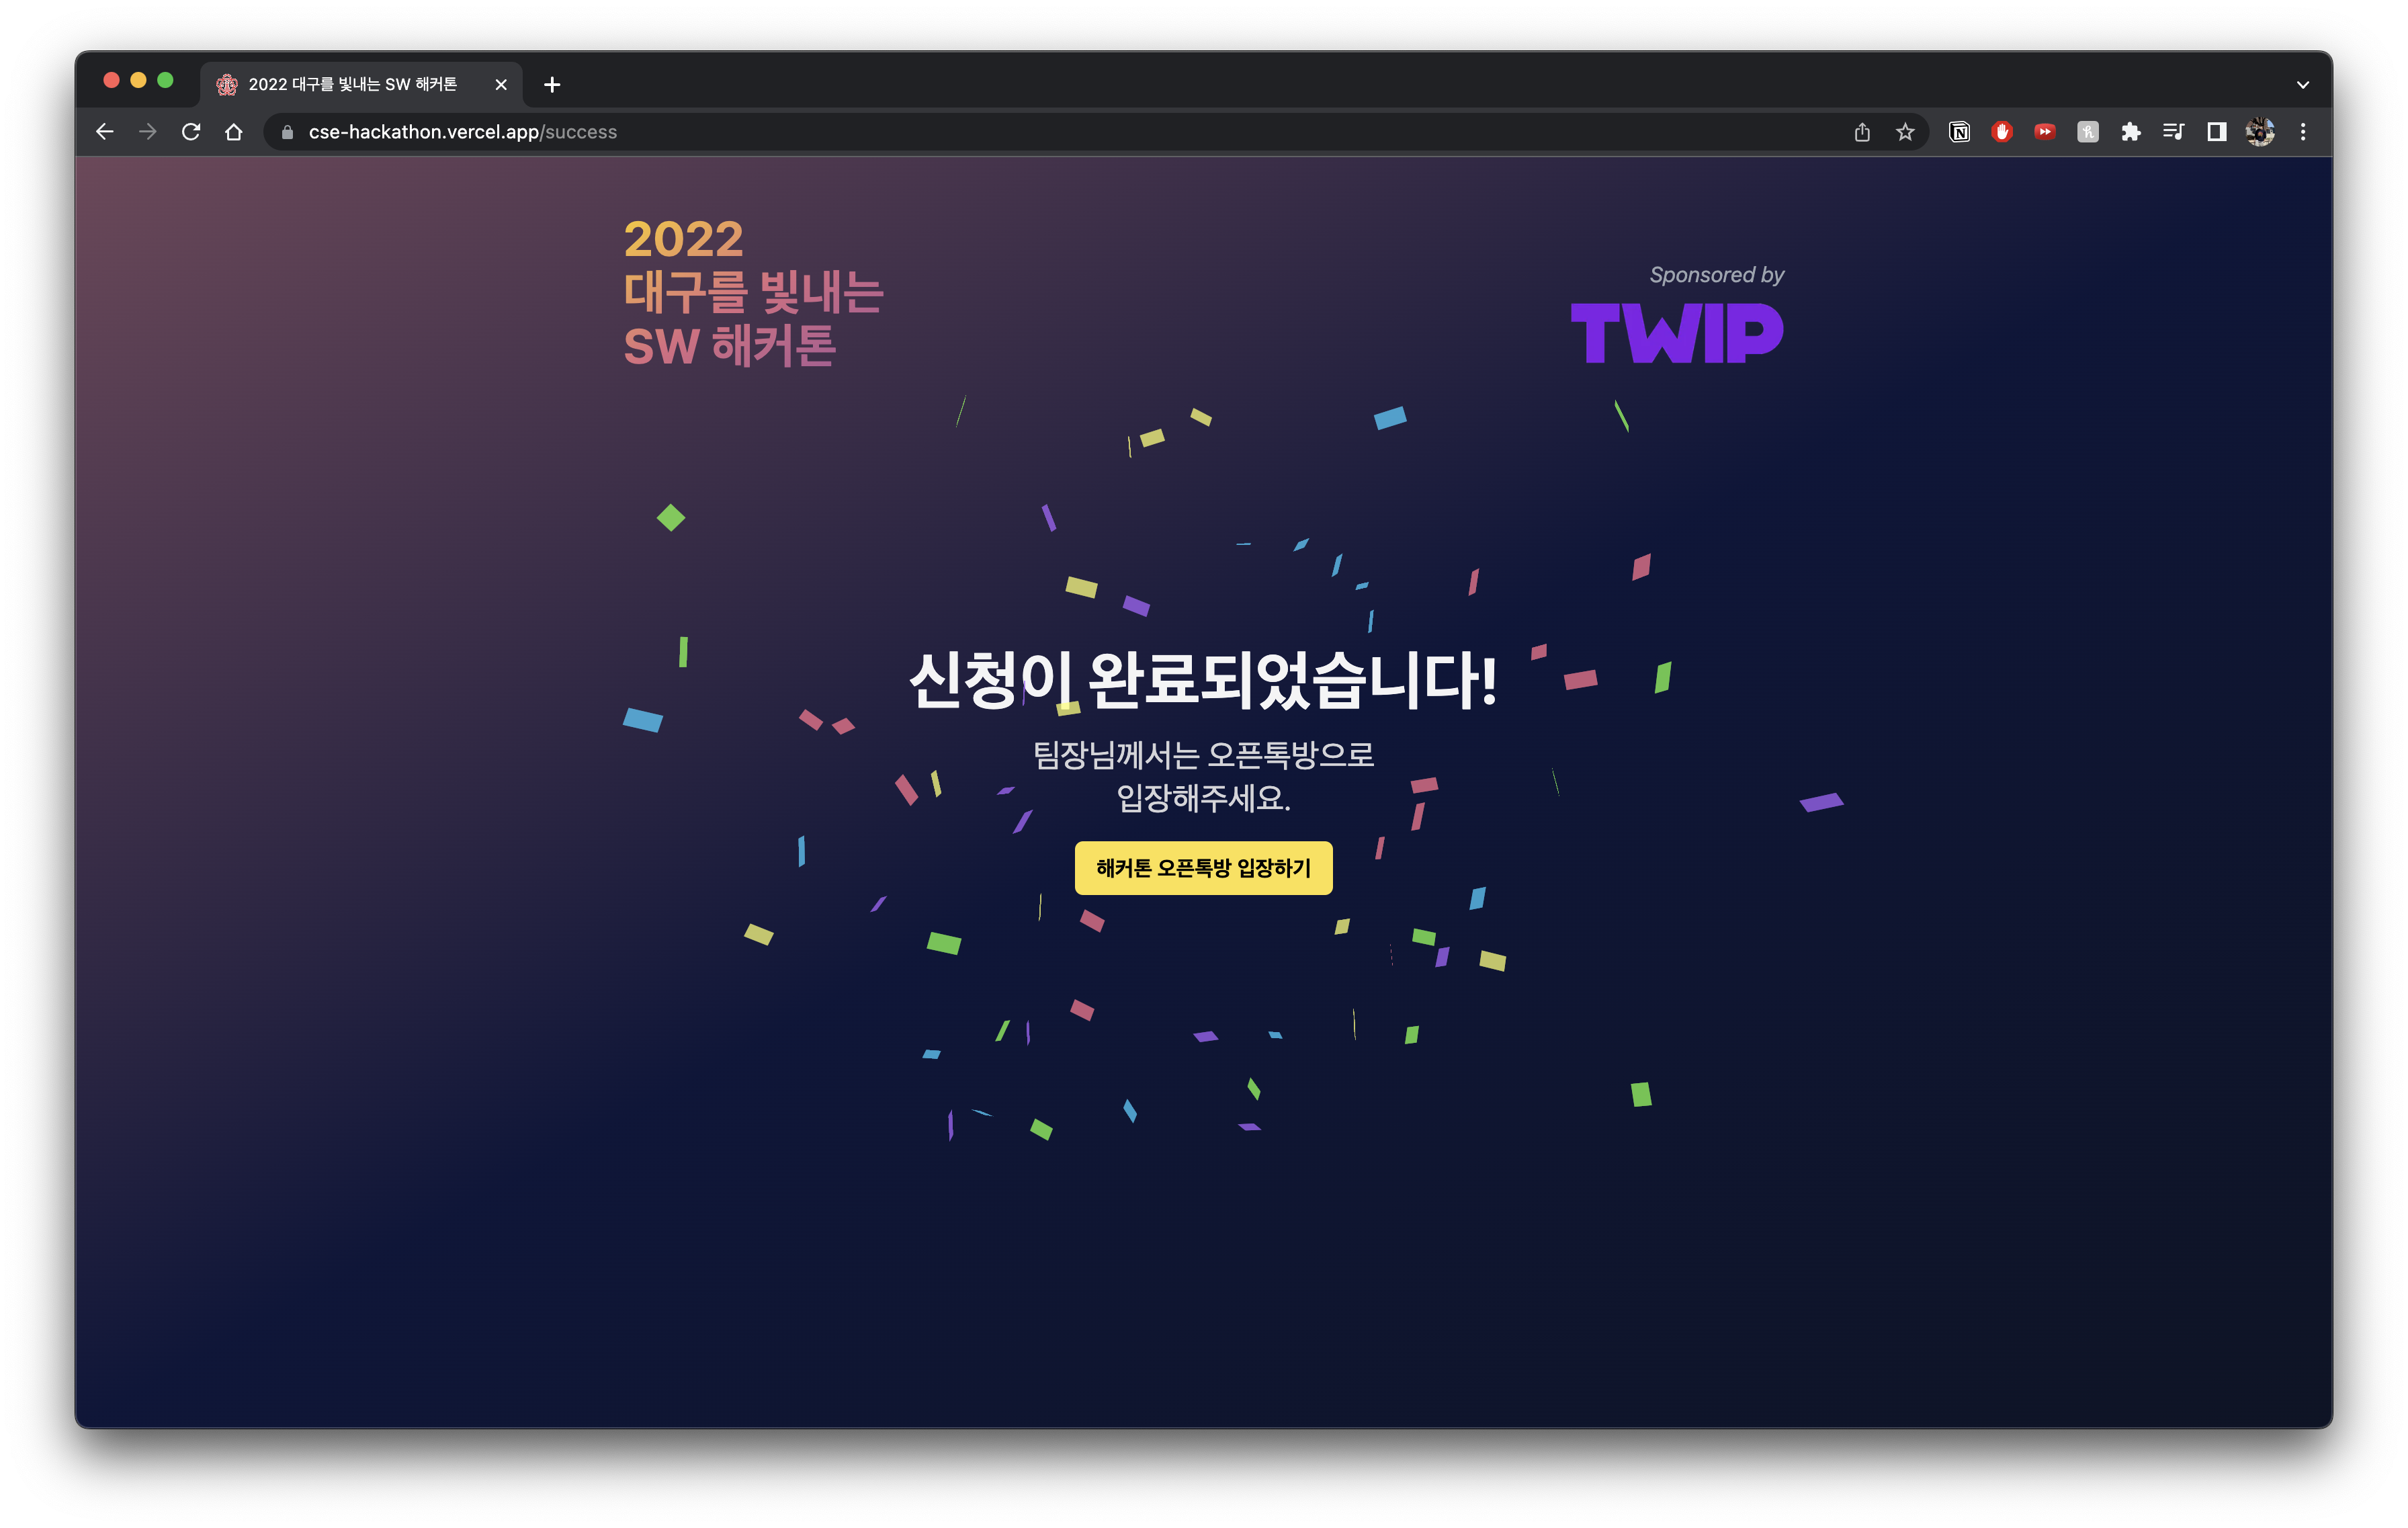 2022 대구를 빛내는 SW 해커톤
cse-hackathon.vercel.app/success
2022
대구를 빛내는
SW 해커톤
Sponsored by
TWIP
신청이 완료되었습니다!
팀장님께서는 오픈톡방으로
입장해주세요.
해커톤 오픈톡방 입장하기